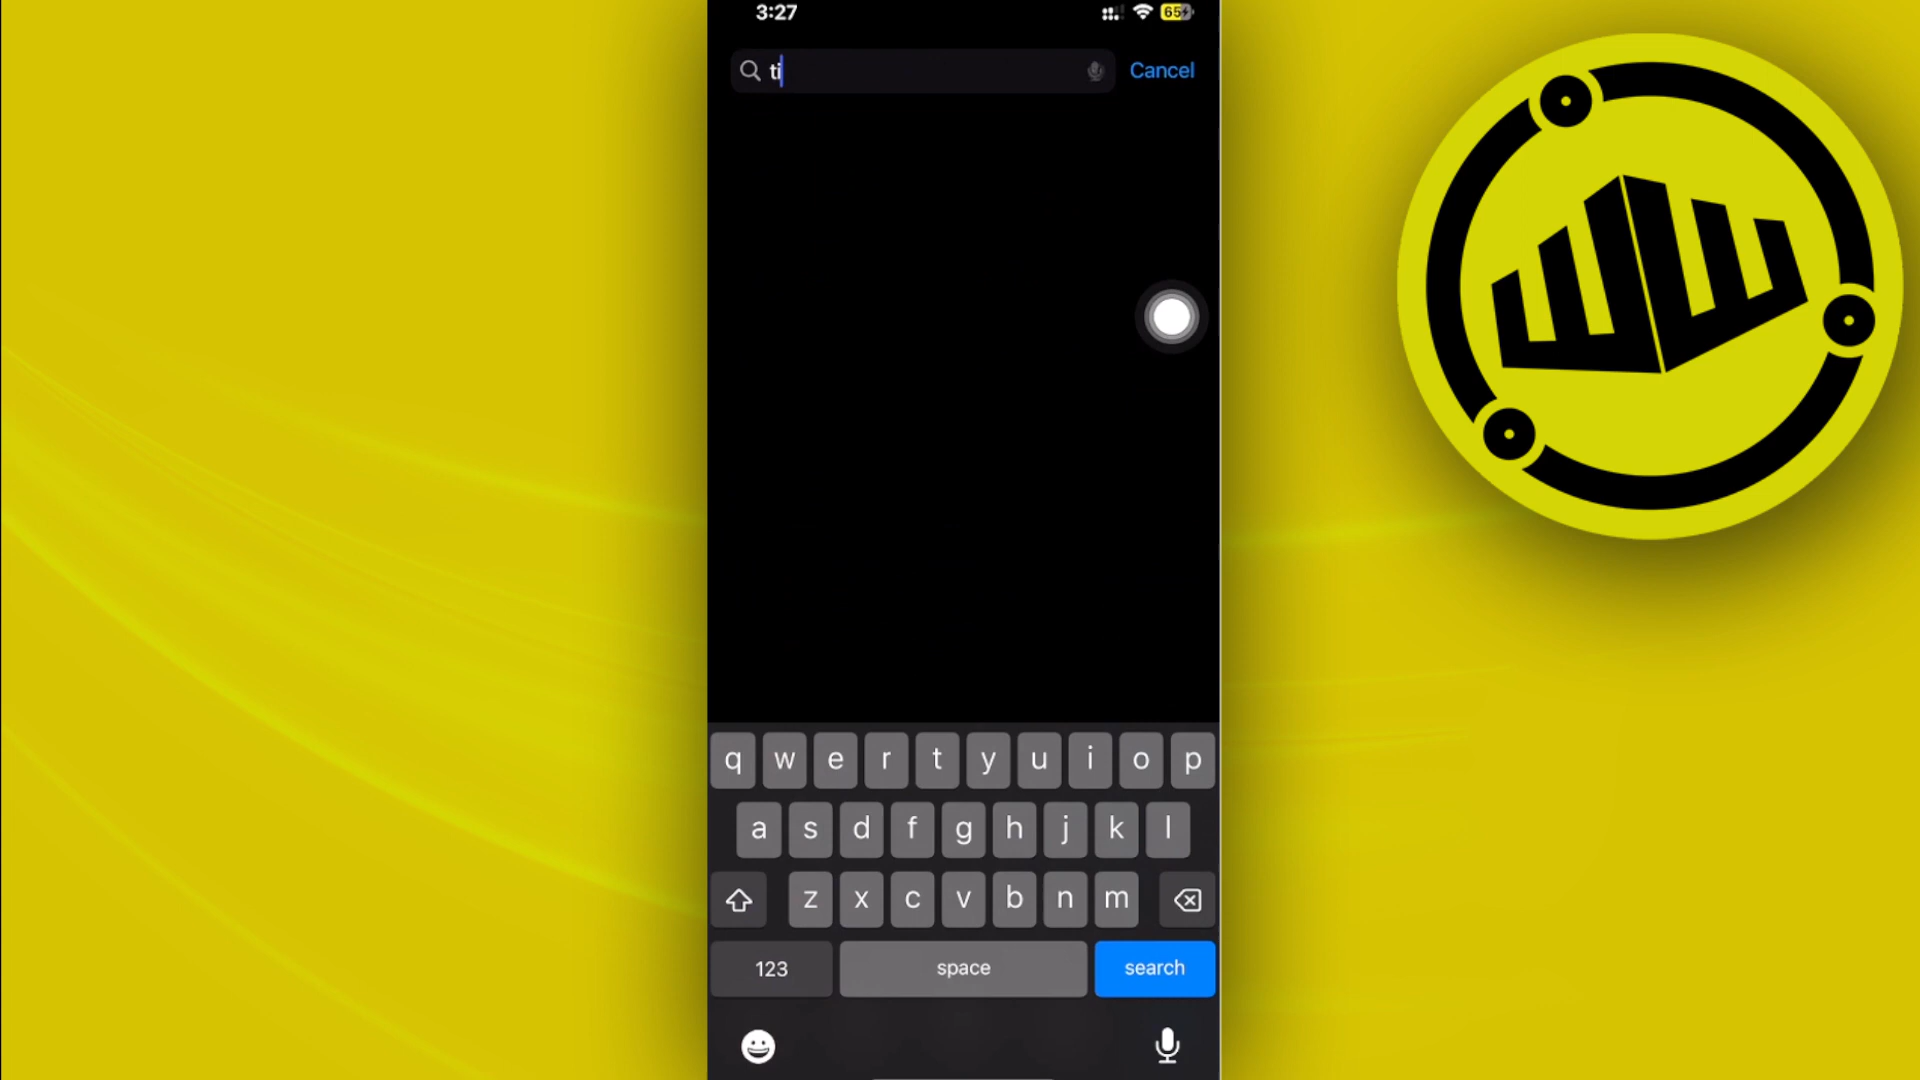 3:27
65
ti
Cancel
q w e r t y u i o p
a s d f g h j k l
z x c v b n m
123 space search